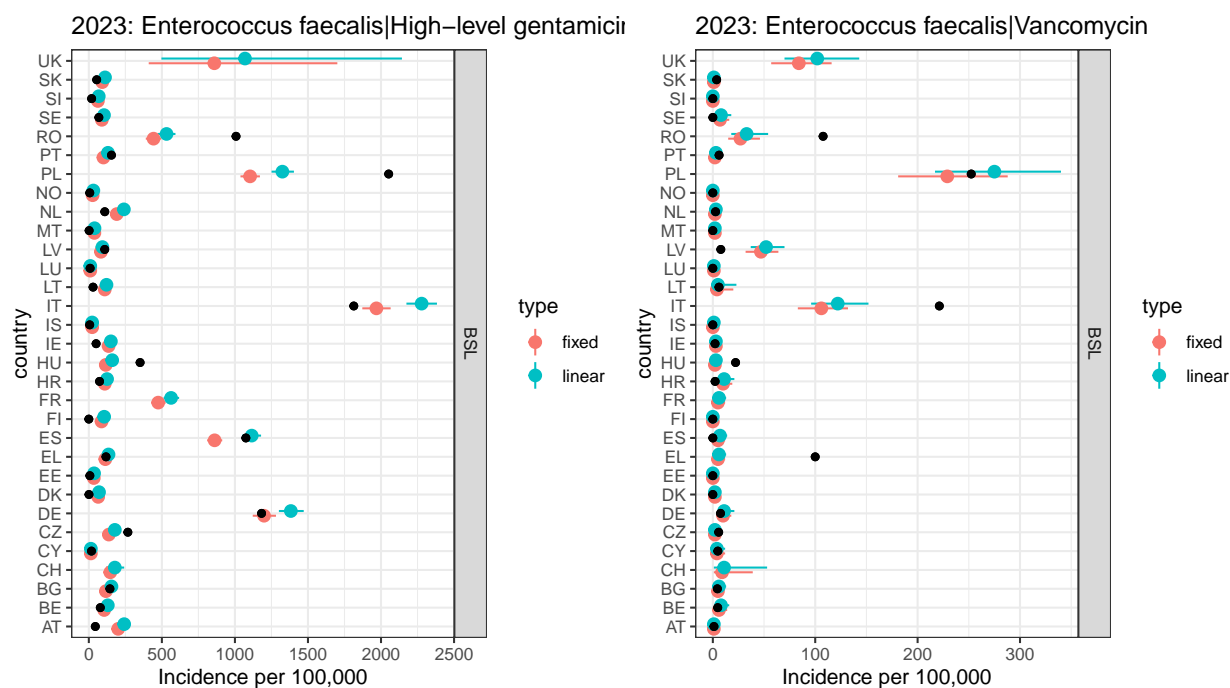 2023: Enterococcus faecalis|High−level gentamicin
UK
SK
SI
SE
RO
PT
PL
NO
NL
MT
LV
LU
LT
IT
IS
IE
HU
HR
FR
FI
ES
EL
EE
DK
DE
CZ
CY
CH
BG
BE
AT
country
0 500 1000 1500 2000 2500
Incidence per 100,000
BSL
type
fixed
linear
2023: Enterococcus faecalis|Vancomycin
UK
SK
SI
SE
RO
PT
PL
NO
NL
MT
LV
LU
LT
IT
IS
IE
HU
HR
FR
FI
ES
EL
EE
DK
DE
CZ
CY
CH
BG
BE
AT
country
0 100 200 300
Incidence per 100,000
BSL
type
fixed
linear